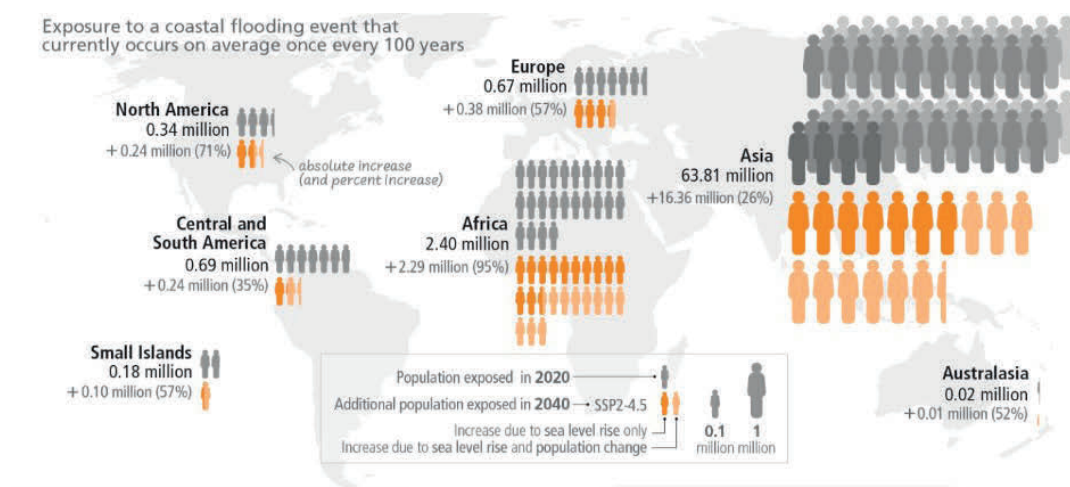 Exposure to a coastal flooding event that
currently occurs on average once every 100 years
North America
0.34 million
+0.24 million (71%)
absolute increase
(and percent increase)
Europe
0.67 million
+0.38 million (57%)
Asia
63.81 million
+16.36 million (26%)
Central and
South America
0.69 million
+0.24 million (35%)
Africa
2.40 million
+2.29 million (95%)
Small Islands
0.18 million
+0.10 million (57%)
Australasia
0.02 million
+0.01 million (52%)
Population exposed in 2020
Additional population exposed in 2040 SSP2-4.5
Increase due to sea level rise only
Increase due to sea level rise and population change
0.1 1
million million